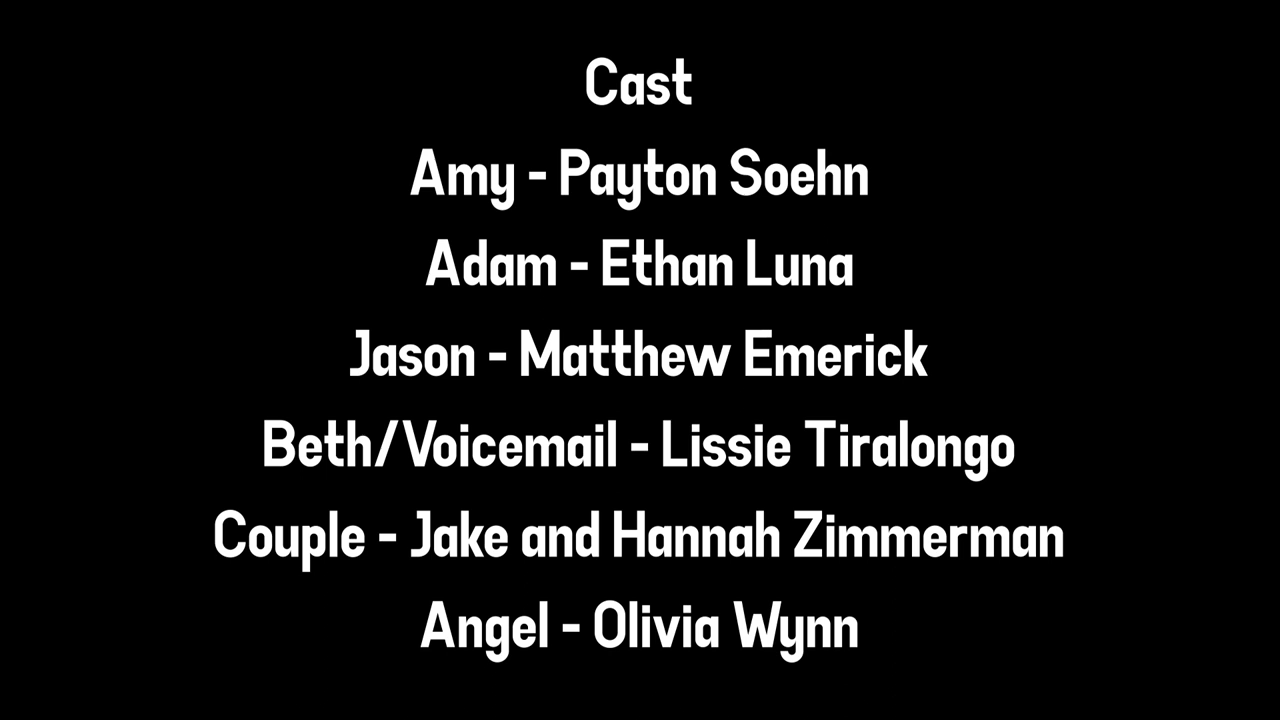 Cast
Amy - Payton Soehn
Adam - Ethan Luna
Jason - Matthew Emerick
Beth/Voicemail - Lissie Tiralongo
Couple - Jake and Hannah Zimmerman
Angel - Olivia Wynn